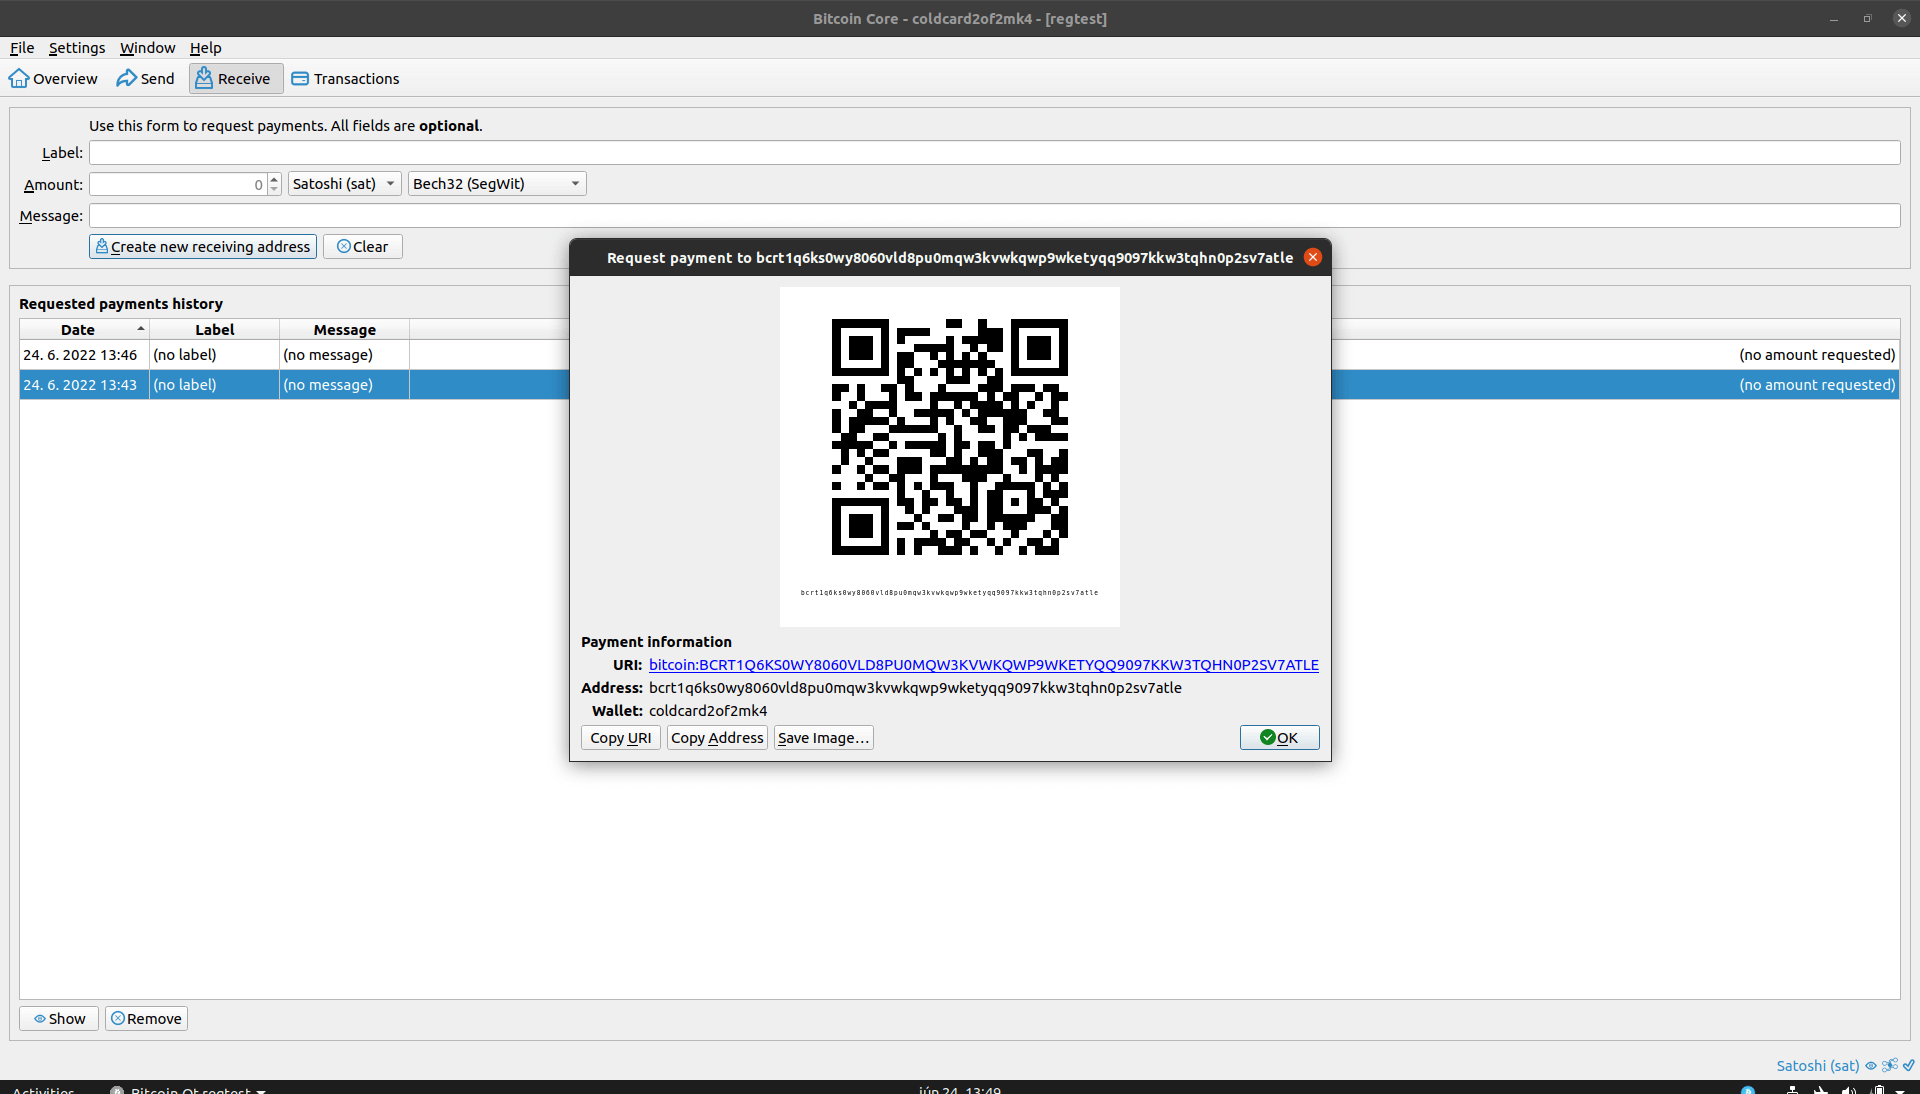 Bitcoin Core - coldcard2of2mk4 - [regtest]
File Settings Window Help
Overview Send Receive Transactions
Use this form to request payments. All fields are optional.
Label:
Amount: 0 Satoshi (sat) Bech32 (SegWit)
Message:
Create new receiving address Clear
Requested payments history
Date Label Message
24. 6. 2022 13:46 (no label) (no message) (no amount requested)
24. 6. 2022 13:43 (no label) (no message) (no amount requested)
Request payment to bcrt1q6ks0wy8060vld8pu0mqw3kvwkqwp9wketyqq9097kkw3tqhn0p2sv7atle
bcrt1q6ks0wy8060vld8pu0mqw3kvwkqwp9wketyqq9097kkw3tqhn0p2sv7atle
Payment information
URI: bitcoin:BCRT1Q6KS0WY8060VLD8PU0MQW3KVWKQWP9WKETYQQ9097KKW3TQHN0P2SV7ATLE
Address: bcrt1q6ks0wy8060vld8pu0mqw3kvwkqwp9wketyqq9097kkw3tqhn0p2sv7atle
Wallet: coldcard2of2mk4
Copy URI Copy Address Save Image... OK
Show Remove
Satoshi (sat)
Activities Bitcoin Qt regtest jún 24 13:49